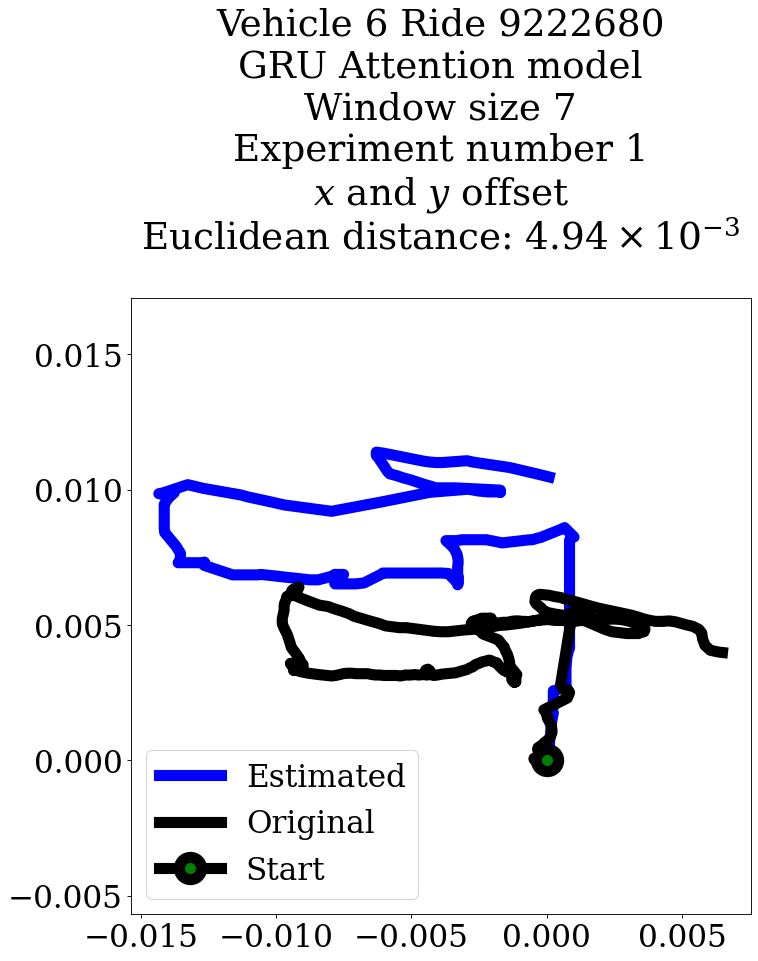 Vehicle 6 Ride 9222680
GRU Attention model
Window size 7
Experiment number 1
x and y offset
Euclidean distance: 4.94 × 10⁻³
0.015
0.010
0.005
0.000
−0.005
Estimated
Original
Start
−0.015 −0.010 −0.005 0.000 0.005